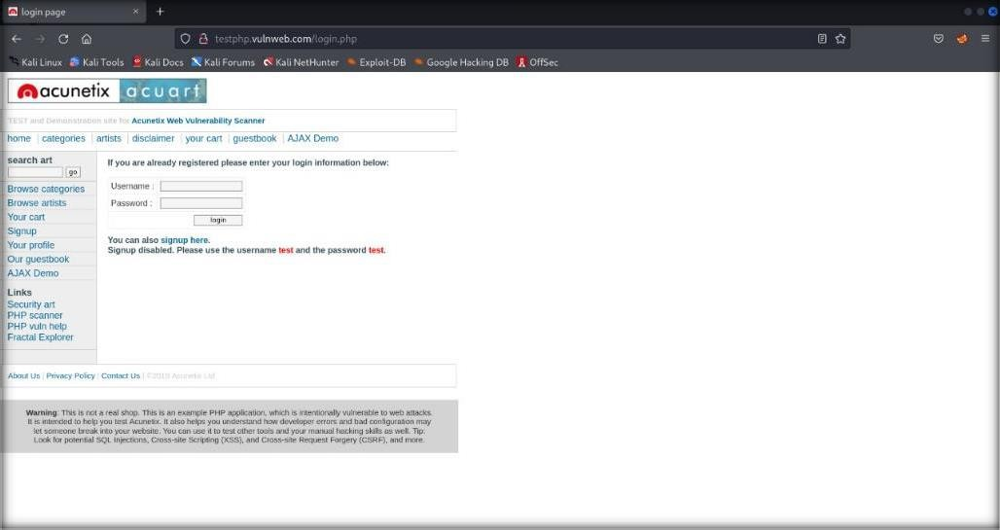 login page
testphp.vulnweb.com/login.php
Kali Linux Kali Tools Kali Docs Kali Forums Kali NetHunter Exploit-DB Google Hacking DB OffSec
acunetix acuart
TEST and Demonstration site for Acunetix Web Vulnerability Scanner
home | categories | artists | disclaimer | your cart | guestbook | AJAX Demo
search art
go
Browse categories
Browse artists
Your cart
Signup
Your profile
Our guestbook
AJAX Demo
Links
Security art
PHP scanner
PHP vuln help
Fractal Explorer
If you are already registered please enter your login information below:
Username :
Password :
login
You can also signup here.
Signup disabled. Please use the username test and the password test.
About Us | Privacy Policy | Contact Us | ©2019 Acunetix Ltd
Warning: This is not a real shop. This is an example PHP application, which is intentionally vulnerable to web attacks.
It is intended to help you test Acunetix. It also helps you understand how developer errors and bad configuration may
let someone break into your website. You can use it to test other tools and your manual hacking skills as well. Tip:
Look for potential SQL Injections, Cross-site Scripting (XSS), and Cross-site Request Forgery (CSRF), and more.